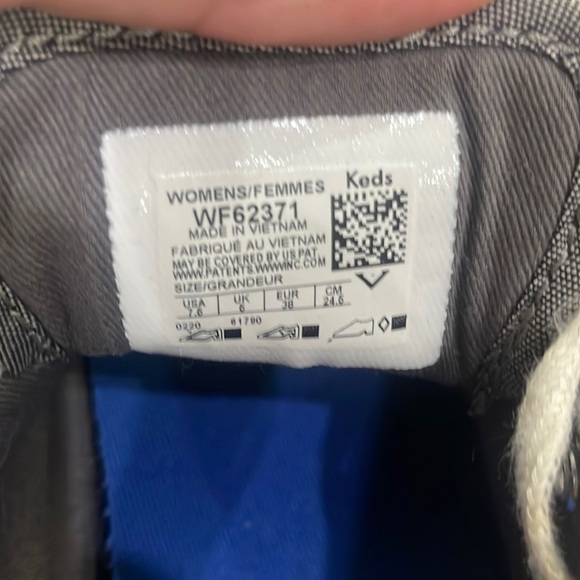 Keds
WOMENS/FEMMES
WF62371
MADE IN VIETNAM
FABRIQUÉ AU VIETNAM
MAY BE COVERED BY US PAT
WWW.PATENTS.WWWINC.COM
SIZE/GRANDEUR
USA UK EUR CM
7.5 5 38 24.5
0220 61790